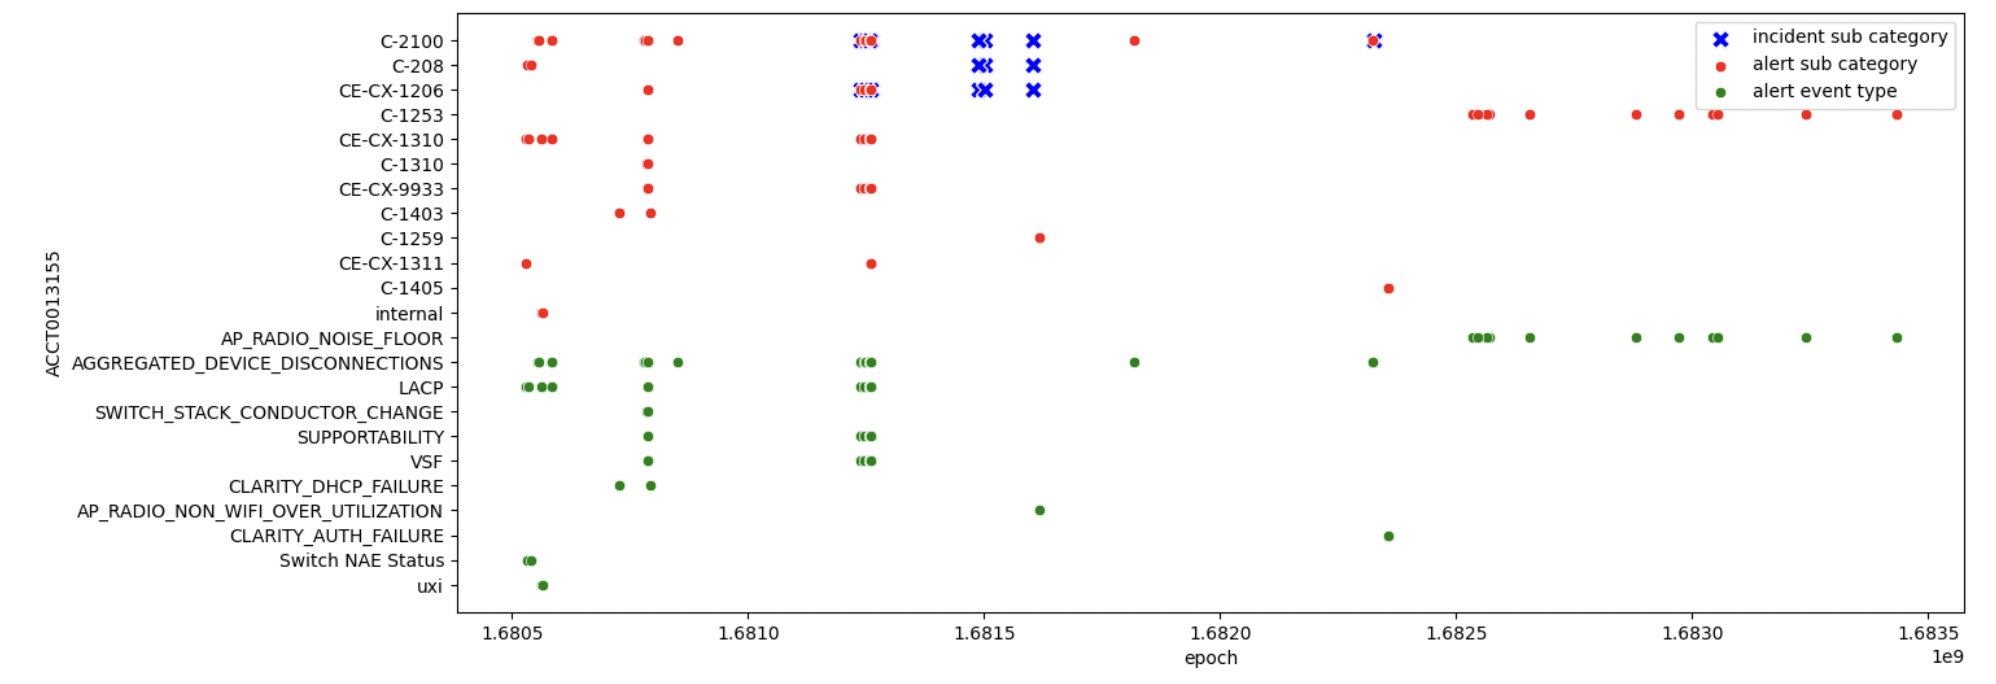 C-2100
C-208
CE-CX-1206
C-1253
CE-CX-1310
C-1310
CE-CX-9933
C-1403
C-1259
CE-CX-1311
C-1405
internal
AP_RADIO_NOISE_FLOOR
AGGREGATED_DEVICE_DISCONNECTIONS
LACP
SWITCH_STACK_CONDUCTOR_CHANGE
SUPPORTABILITY
VSF
CLARITY_DHCP_FAILURE
AP_RADIO_NON_WIFI_OVER_UTILIZATION
CLARITY_AUTH_FAILURE
Switch NAE Status
uxi
ACCT0013155
incident sub category
alert sub category
alert event type
1.6805 1.6810 1.6815 1.6820 1.6825 1.6830 1.6835
epoch
1e9